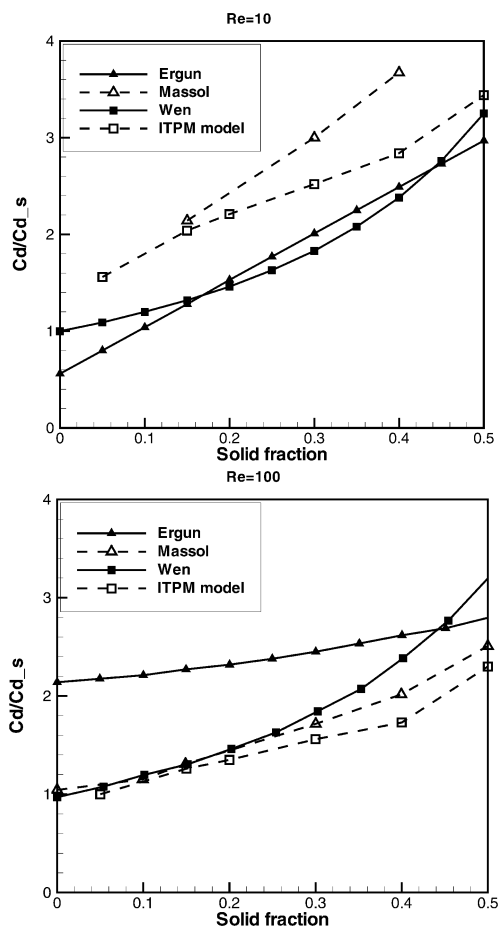 Re=10
4
3
2
1
0
Cd/Cd_s
Ergun
Massol
Wen
ITPM model
0 0.1 0.2 0.3 0.4 0.5
Solid fraction
Re=100
4
3
2
1
0
Cd/Cd_s
Ergun
Massol
Wen
ITPM model
0 0.1 0.2 0.3 0.4 0.5
Solid fraction